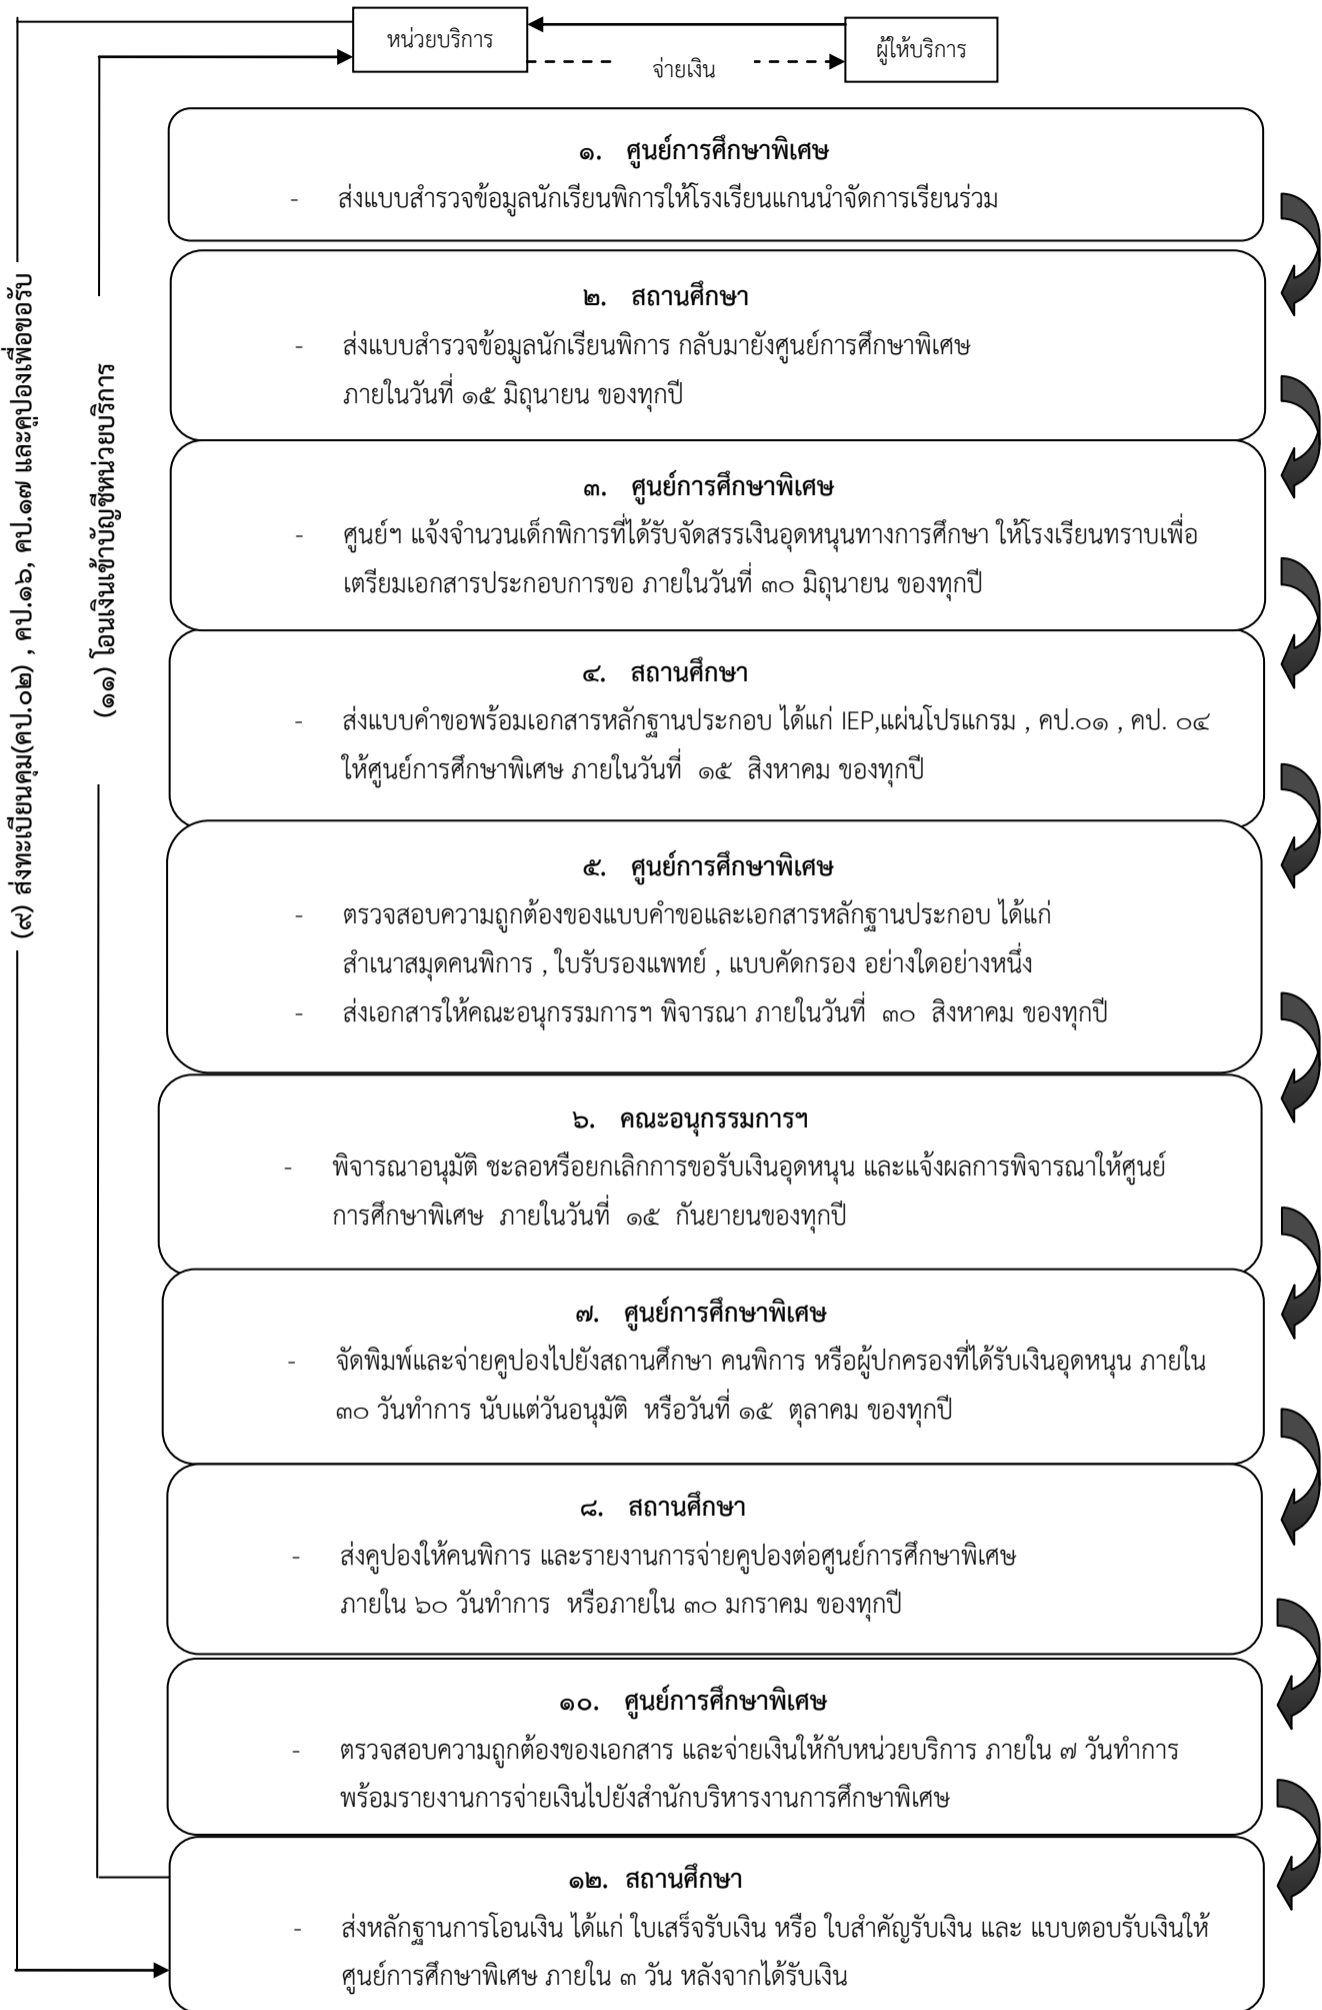 หน่วยบริการ
ผู้ให้บริการ
จ่ายเงิน
๑. ศูนย์การศึกษาพิเศษ
- ส่งแบบสำรวจข้อมูลนักเรียนพิการให้โรงเรียนแกนนำจัดการเรียนร่วม
๒. สถานศึกษา
- ส่งแบบสำรวจข้อมูลนักเรียนพิการ กลับมายังศูนย์การศึกษาพิเศษ
ภายในวันที่ ๑๕ มิถุนายน ของทุกปี
๓. ศูนย์การศึกษาพิเศษ
- ศูนย์ฯ แจ้งจำนวนเด็กพิการที่ได้รับจัดสรรเงินอุดหนุนทางการศึกษา ให้โรงเรียนทราบเพื่อ
เตรียมเอกสารประกอบการขอ ภายในวันที่ ๓๐ มิถุนายน ของทุกปี
๔. สถานศึกษา
- ส่งแบบคำขอพร้อมเอกสารหลักฐานประกอบ ได้แก่ IEP,แผ่นโปรแกรม , คป.๐๑ , คป. ๐๔
ให้ศูนย์การศึกษาพิเศษ ภายในวันที่ ๑๕ สิงหาคม ของทุกปี
๕. ศูนย์การศึกษาพิเศษ
- ตรวจสอบความถูกต้องของแบบคำขอและเอกสารหลักฐานประกอบ ได้แก่
สำเนาสมุดคนพิการ , ใบรับรองแพทย์ , แบบคัดกรอง อย่างใดอย่างหนึ่ง
- ส่งเอกสารให้คณะอนุกรรมการฯ พิจารณา ภายในวันที่ ๓๐ สิงหาคม ของทุกปี
๖. คณะอนุกรรมการฯ
- พิจารณาอนุมัติ ชะลอหรือยกเลิกการขอรับเงินอุดหนุน และแจ้งผลการพิจารณาให้ศูนย์
การศึกษาพิเศษ ภายในวันที่ ๑๕ กันยายนของทุกปี
๗. ศูนย์การศึกษาพิเศษ
- จัดพิมพ์และจ่ายคูปองไปยังสถานศึกษา คนพิการ หรือผู้ปกครองที่ได้รับเงินอุดหนุน ภายใน
๓๐ วันทำการ นับแต่วันอนุมัติ หรือวันที่ ๑๕ ตุลาคม ของทุกปี
๘. สถานศึกษา
- ส่งคูปองให้คนพิการ และรายงานการจ่ายคูปองต่อศูนย์การศึกษาพิเศษ
ภายใน ๖๐ วันทำการ หรือภายใน ๓๐ มกราคม ของทุกปี
๑๐. ศูนย์การศึกษาพิเศษ
- ตรวจสอบความถูกต้องของเอกสาร และจ่ายเงินให้กับหน่วยบริการ ภายใน ๗ วันทำการ
พร้อมรายงานการจ่ายเงินไปยังสำนักบริหารงานการศึกษาพิเศษ
๑๒. สถานศึกษา
- ส่งหลักฐานการโอนเงิน ได้แก่ ใบเสร็จรับเงิน หรือ ใบสำคัญรับเงิน และ แบบตอบรับเงินให้
ศูนย์การศึกษาพิเศษ ภายใน ๓ วัน หลังจากได้รับเงิน
(๙) ส่งทะเบียนคุม(คป.๐๒) , คป.๑๖, คป.๑๗ และคูปองเพื่อขอรับ
(๑๑) โอนเงินเข้าบัญชีหน่วยบริการ